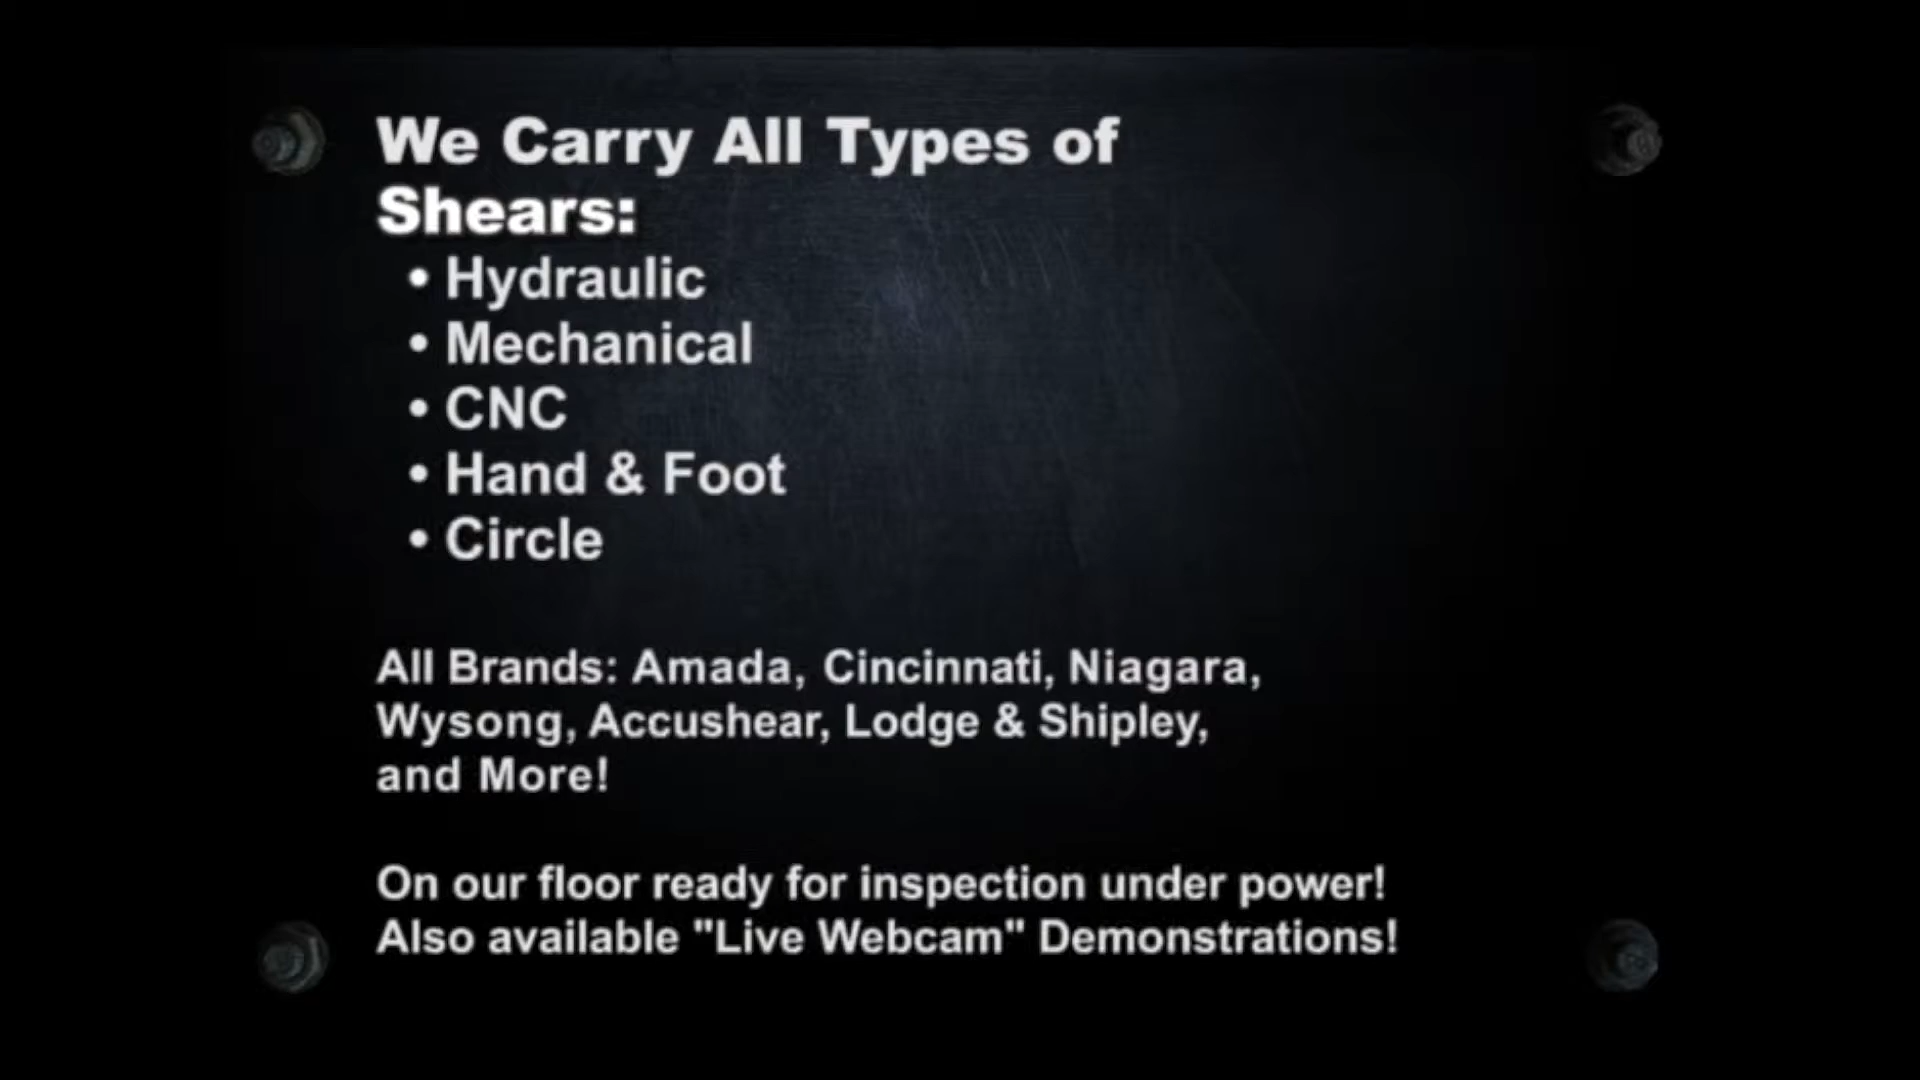 We Carry All Types of
Shears:
• Hydraulic
• Mechanical
• CNC
• Hand & Foot
• Circle
All Brands: Amada, Cincinnati, Niagara,
Wysong, Accushear, Lodge & Shipley,
and More!
On our floor ready for inspection under power!
Also available "Live Webcam" Demonstrations!